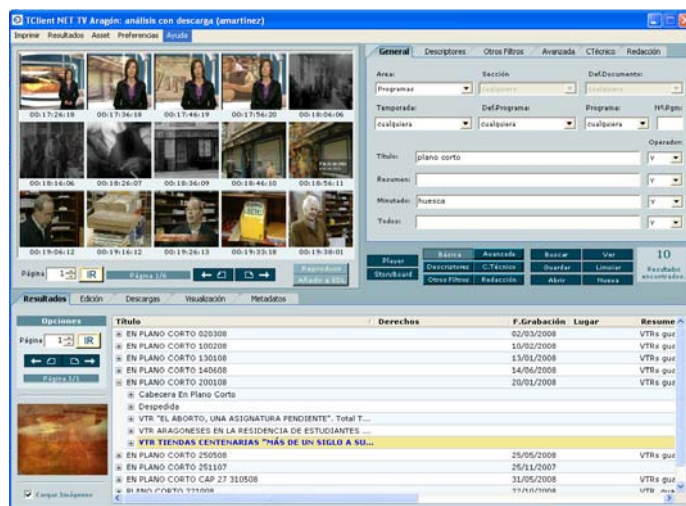 TClient NET TV Aragón: análisis con descarga (amartinez)
Imprimir Resultados Asset Preferencias Ayuda
General Descriptores Otros Filtros Avanzada CTécnico Redacción
Area: Sección Def.Documento:
Programas cualquiera cualquiera
Temporada: Def.Programa: Programa: Nº.Pgm:
cualquiera cualquiera cualquiera
Operador:
Título: plano corto Y
Resumen: Y
Minutado: huesca Y
Todos: Y
00:17:26:18 00:17:36:18 00:17:46:19 00:17:56:20 00:18:06:06
00:18:16:06 00:18:26:07 00:18:36:09 00:18:46:10 00:18:56:11
00:19:06:12 00:19:16:12 00:19:26:13 00:19:33:18 00:19:38:01
Página 1 IR Página 1/6 Reproducir
Añadir a EDL
Player Básica Avanzada Buscar Ver 10
StoryBoard Descriptores C.Técnico Guardar Limpiar Resultados
Otros Filtros Redacción Abrir Nueva encontrados.
Resultados Edición Descargas Visualización Metadatos
Opciones
Página 1 IR
Página 1/1
Cargar Imágenes
Título Derechos F.Grabación Lugar Resume
EN PLANO CORTO 020308 02/03/2008 VTRs gua
EN PLANO CORTO 100208 10/02/2008 VTRs gua
EN PLANO CORTO 130108 13/01/2008 VTRs gua
EN PLANO CORTO 140608 14/06/2008 VTRs gua
EN PLANO CORTO 200108 20/01/2008 VTRs gua
Cabecera En Plano Corto
Despedida
VTR "EL ABORTO, UNA ASIGNATURA PENDIENTE". Total T...
VTR ARAGONESES EN LA RESIDENCIA DE ESTUDIANTES ...
VTR TIENDAS CENTENARIAS "MÁS DE UN SIGLO A SU...
EN PLANO CORTO 250508 25/05/2008 VTRs gua
EN PLANO CORTO 251107 25/11/2007
EN PLANO CORTO CAP 27 310508 31/05/2008 VTRs gua